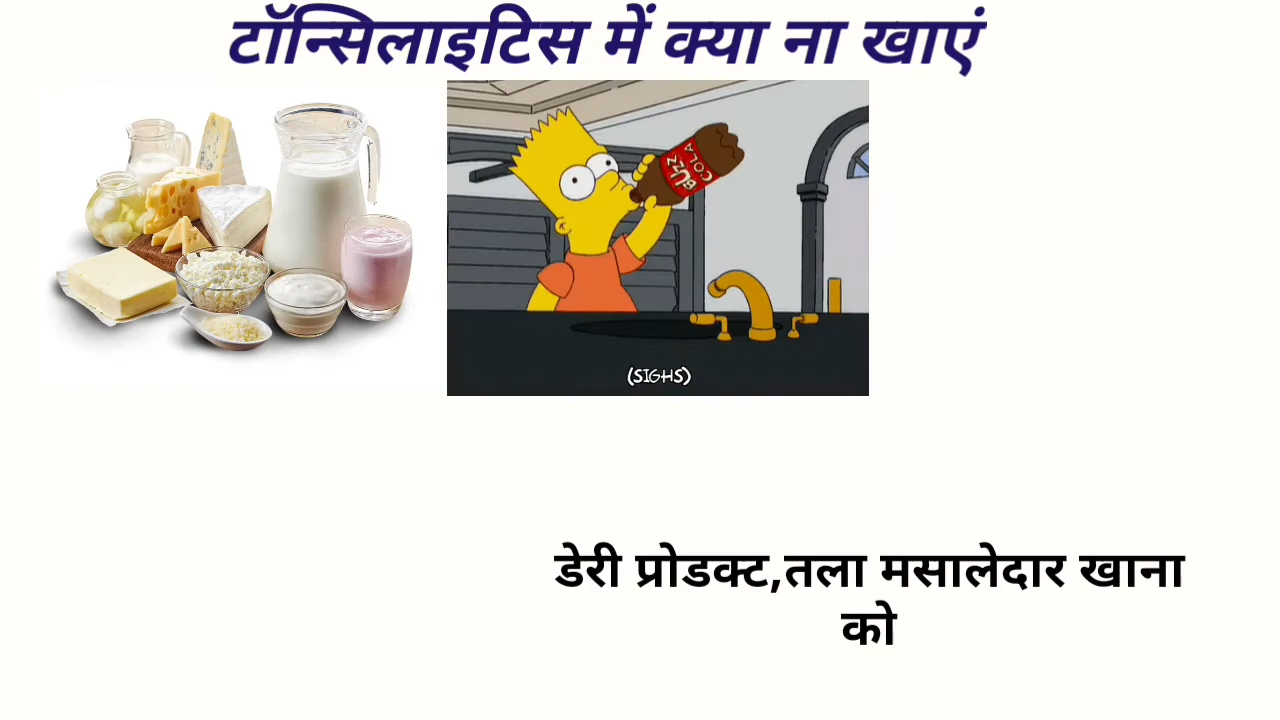 टॉन्सिलाइटिस में क्या ना खाएं
BUZZ
COLA
(SIGHS)
डेरी प्रोडक्ट,तला मसालेदार खाना
को